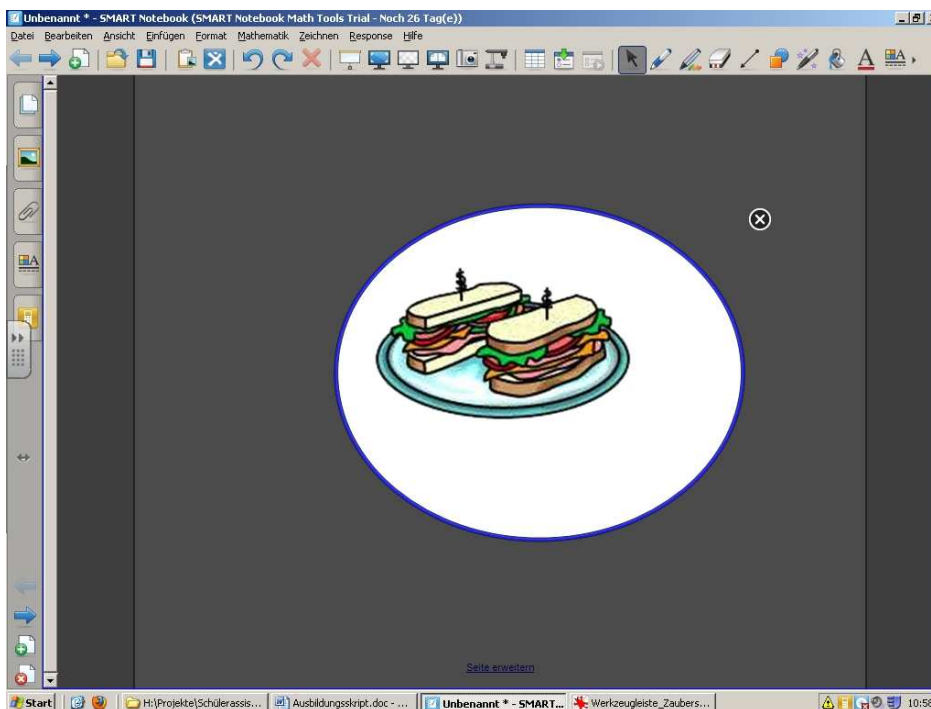 Unbenannt * - SMART Notebook (SMART Notebook Math Tools Trial - Noch 26 Tag(e))
Datei Bearbeiten Ansicht Einfügen Format Mathematik Zeichnen Response Hilfe
Seite erweitern
Start H:\Projekte\Schülerassis... Ausbildungsskript.doc - ... Unbenannt * - SMART... Werkzeugleiste_Zaubers... 10:58